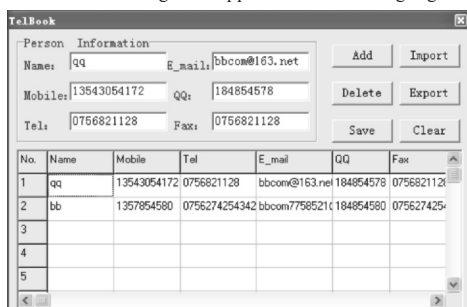 TelBook
Person Information
Name: qq E_mail: bbcom@163.net Add Import
Mobile: 13543054172 QQ: 184854578 Delete Export
Tel: 0756821128 Fax: 0756821128 Save Clear
No. Name Mobile Tel E_mail QQ Fax
1 qq 13543054172 0756821128 bbcom@163.ne 184854578 075682112
2 bb 1357854580 0756274254342 184854580 075627425
3
4
5